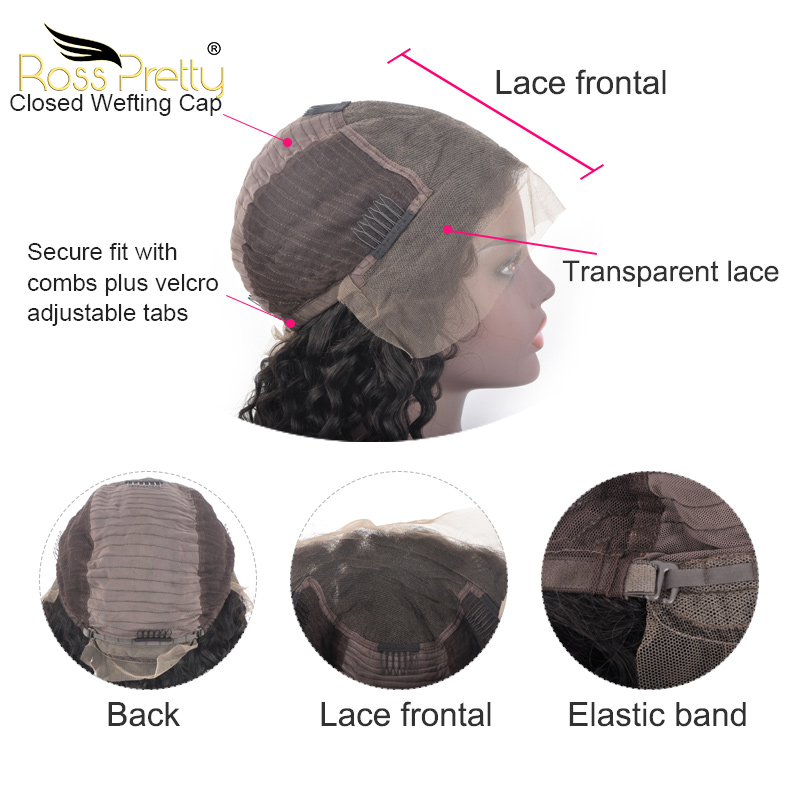 Ross Pretty®
Closed Wefting Cap
Lace frontal
Secure fit with
combs plus velcro
adjustable tabs
Transparent lace
Back
Lace frontal
Elastic band